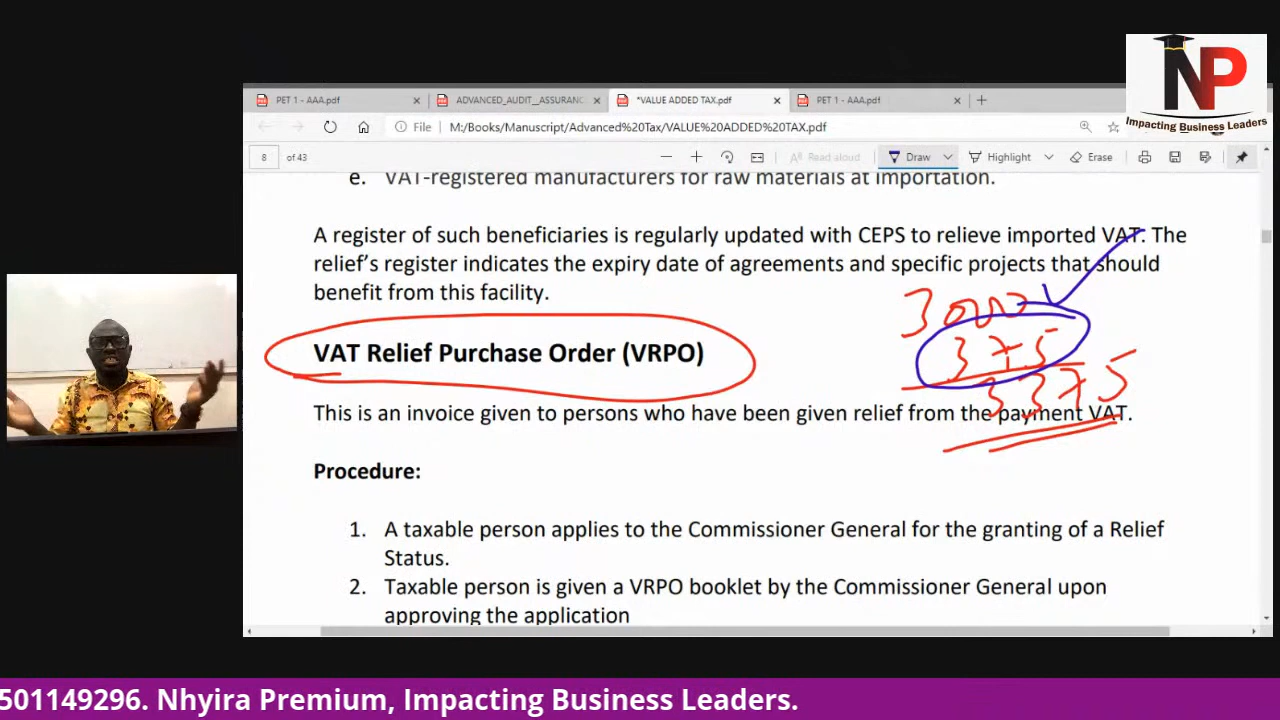 NP
Impacting Business Leaders
PET 1 - AAA.pdf
ADVANCED_AUDIT__ASSURANC
*VALUE ADDED TAX.pdf
PET 1 - AAA.pdf
File
M:/Books/Manuscript/Advanced%20Tax/VALUE%20ADDED%20TAX.pdf
8 of 43
Read aloud
Draw
Highlight
Erase
e. VAT-registered manufacturers for raw materials at importation.
A register of such beneficiaries is regularly updated with CEPS to relieve imported VAT. The
relief's register indicates the expiry date of agreements and specific projects that should
benefit from this facility.
3000
375
3375
VAT Relief Purchase Order (VRPO)
This is an invoice given to persons who have been given relief from the payment VAT.
Procedure:
1. A taxable person applies to the Commissioner General for the granting of a Relief
Status.
2. Taxable person is given a VRPO booklet by the Commissioner General upon
approving the application
501149296. Nhyira Premium, Impacting Business Leaders.